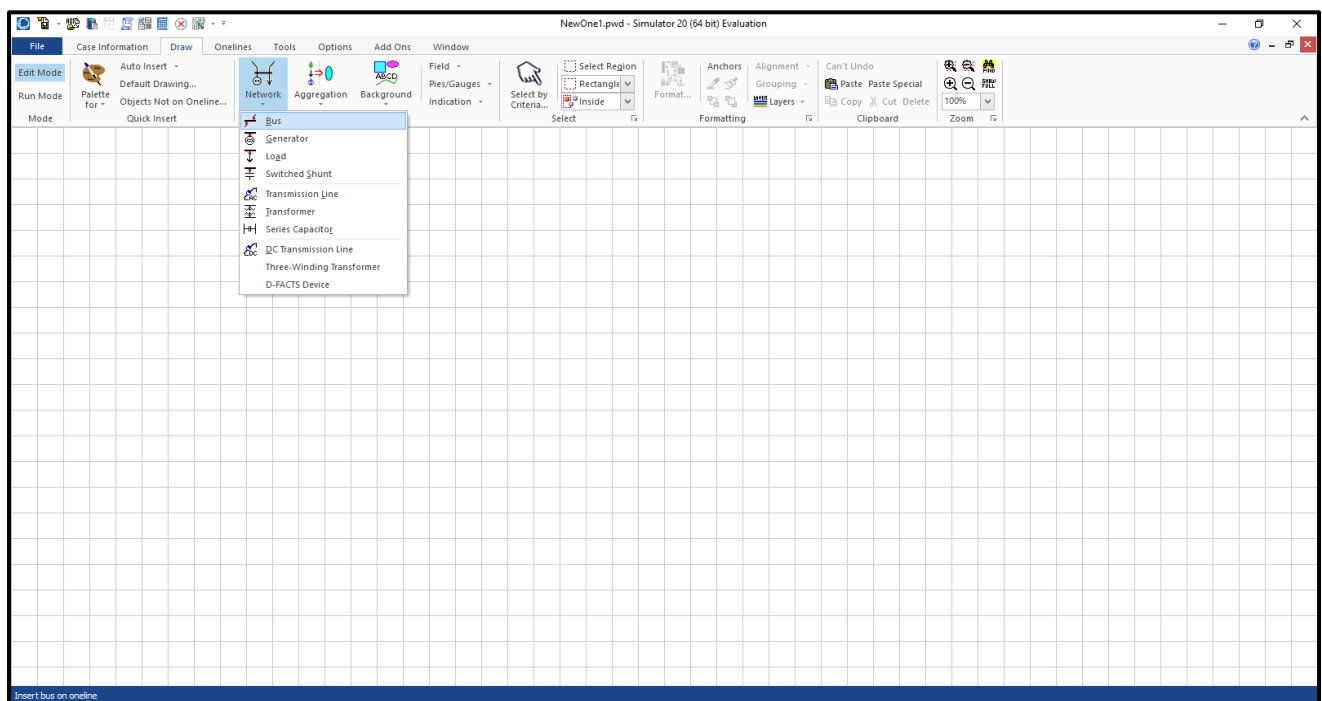 NewOne1.pwd - Simulator 20 (64 bit) Evaluation
File Case Information Draw Onelines Tools Options Add Ons Window
Edit Mode
Run Mode
Mode
Palette for
Auto Insert
Default Drawing...
Objects Not on Oneline...
Quick Insert
Network
Aggregation
ABCD
Background
Field
Pies/Gauges
Indication
Select by Criteria...
Select Region
Rectangle
Inside
Select
Format...
Anchors
Alignment
Grouping
Layers
Formatting
Can't Undo
Paste Paste Special
Copy Cut Delete
Clipboard
FIND
FULL
100%
Zoom
Bus
Generator
Load
Switched Shunt
Transmission Line
Transformer
Series Capacitor
DC Transmission Line
Three-Winding Transformer
D-FACTS Device
Insert bus on oneline